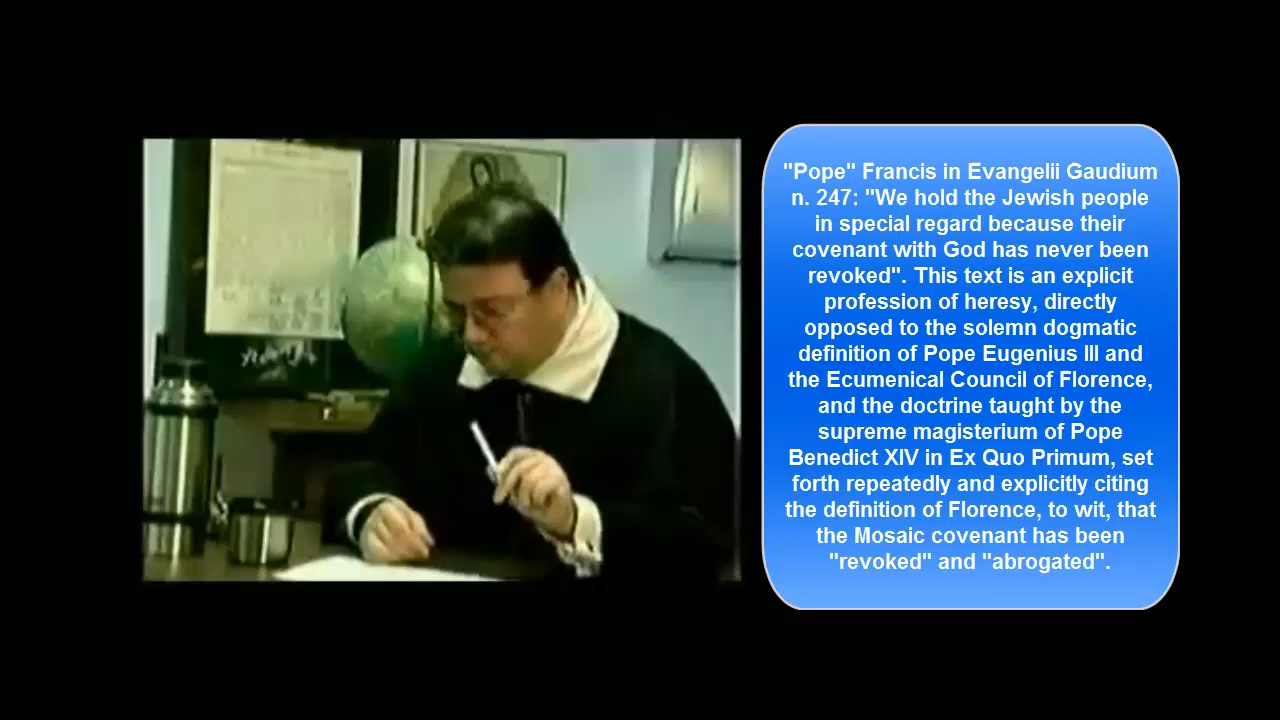 "Pope" Francis in Evangelii Gaudium
n. 247: "We hold the Jewish people
in special regard because their
covenant with God has never been
revoked". This text is an explicit
profession of heresy, directly
opposed to the solemn dogmatic
definition of Pope Eugenius III and
the Ecumenical Council of Florence,
and the doctrine taught by the
supreme magisterium of Pope
Benedict XIV in Ex Quo Primum, set
forth repeatedly and explicitly citing
the definition of Florence, to wit, that
the Mosaic covenant has been
"revoked" and "abrogated".